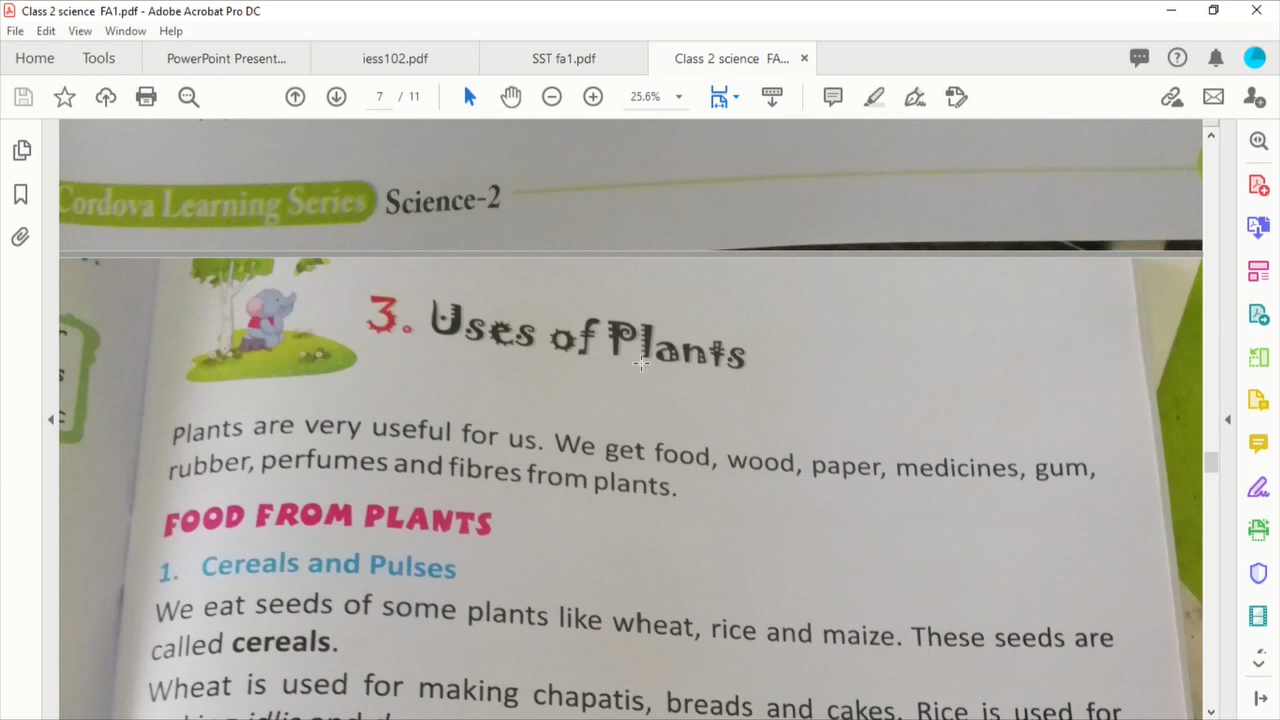 Class 2 science FA1.pdf - Adobe Acrobat Pro DC
File Edit View Window Help
Home Tools PowerPoint Present... iess102.pdf SST fa1.pdf Class 2 science FA...
7 / 11 25.6%
Cordova Learning Series Science-2
3. Uses of Plants
Plants are very useful for us. We get food, wood, paper, medicines, gum,
rubber, perfumes and fibres from plants.
FOOD FROM PLANTS
1. Cereals and Pulses
We eat seeds of some plants like wheat, rice and maize. These seeds are
called cereals.
Wheat is used for making chapatis, breads and cakes. Rice is used for